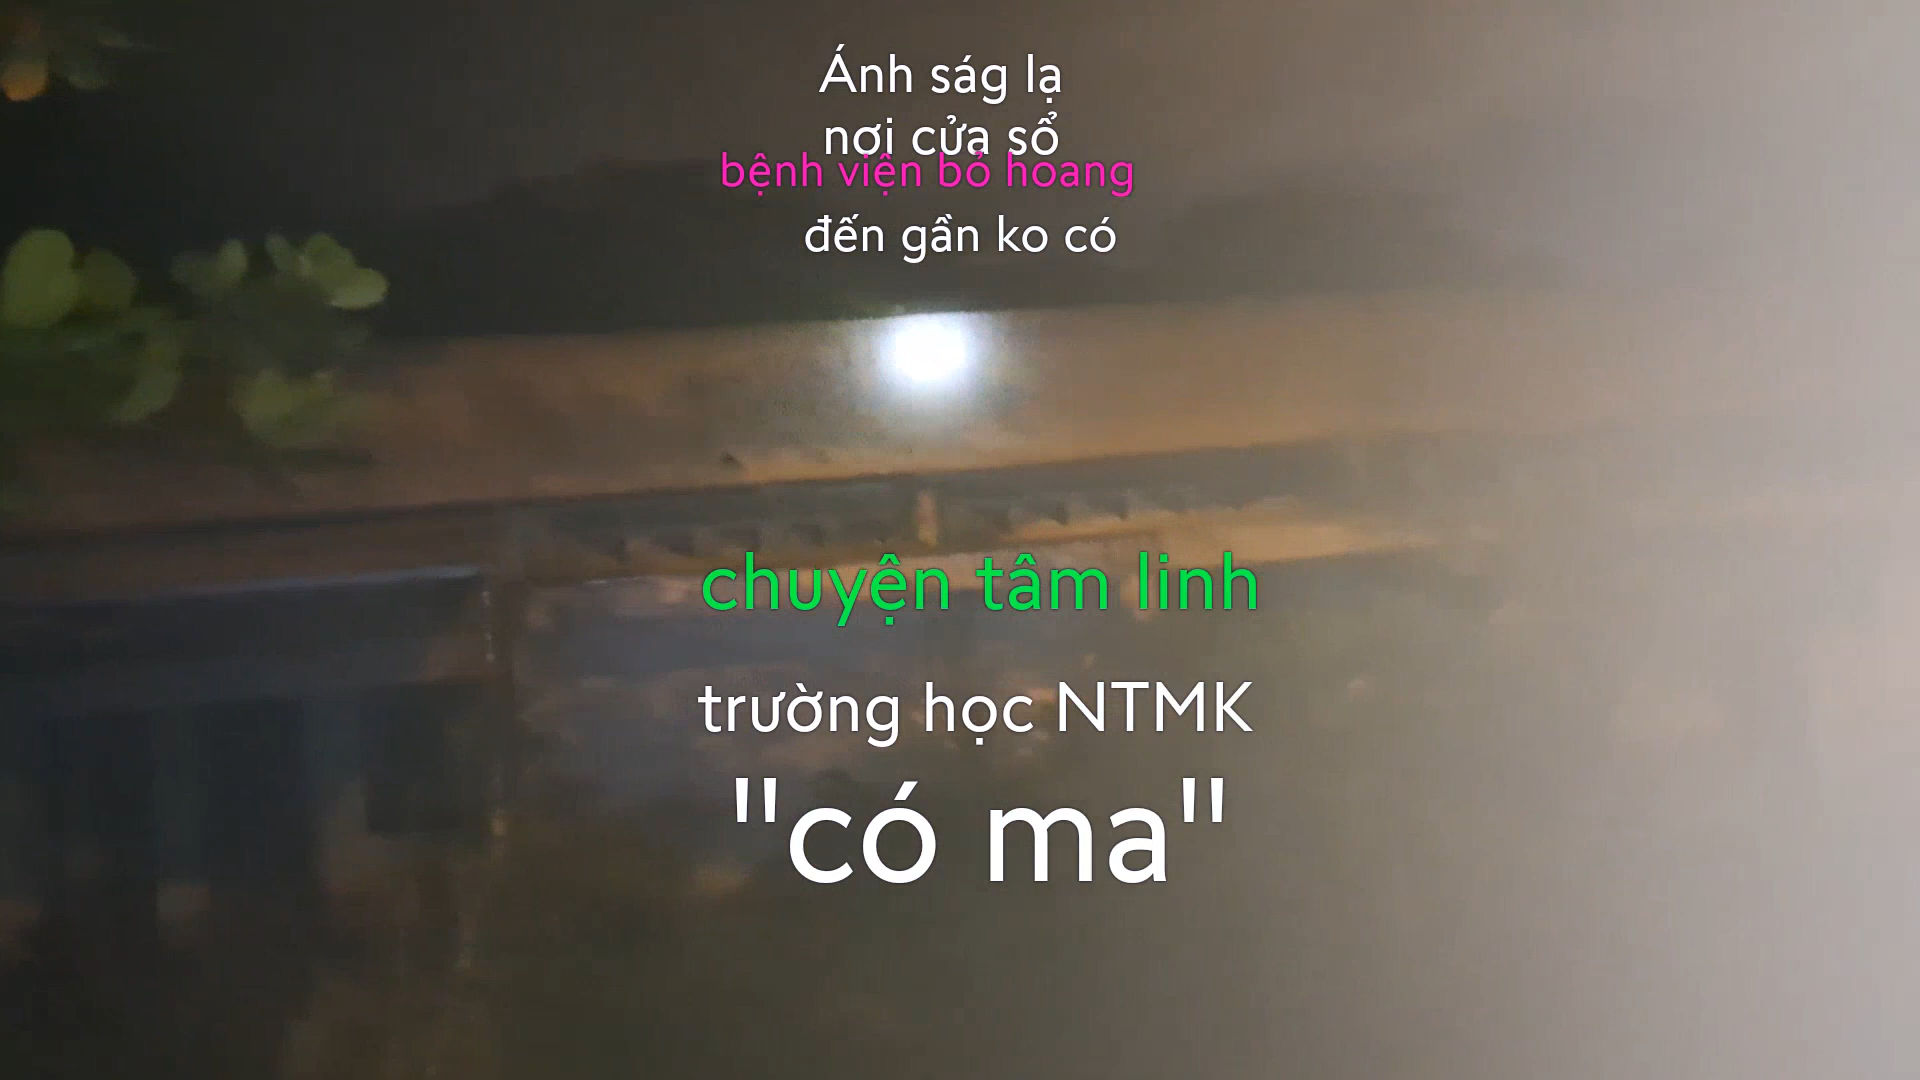 Ánh ság lạ
nơi cửa sổ
bệnh viện bỏ hoang
đến gần ko có
chuyện tâm linh
trường học NTMK
"có ma"